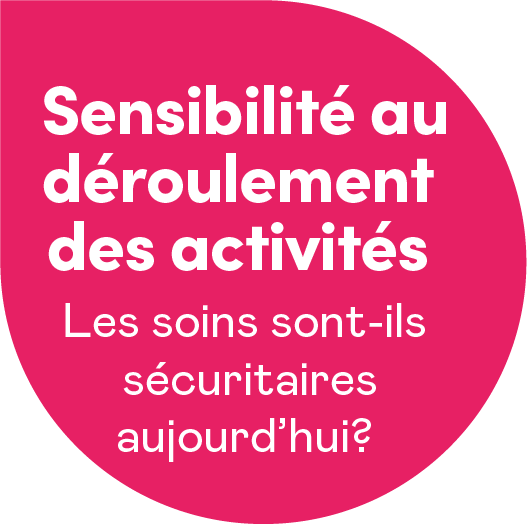 Sensibilité au
déroulement
des activités
Les soins sont-ils
sécuritaires
aujourd’hui?